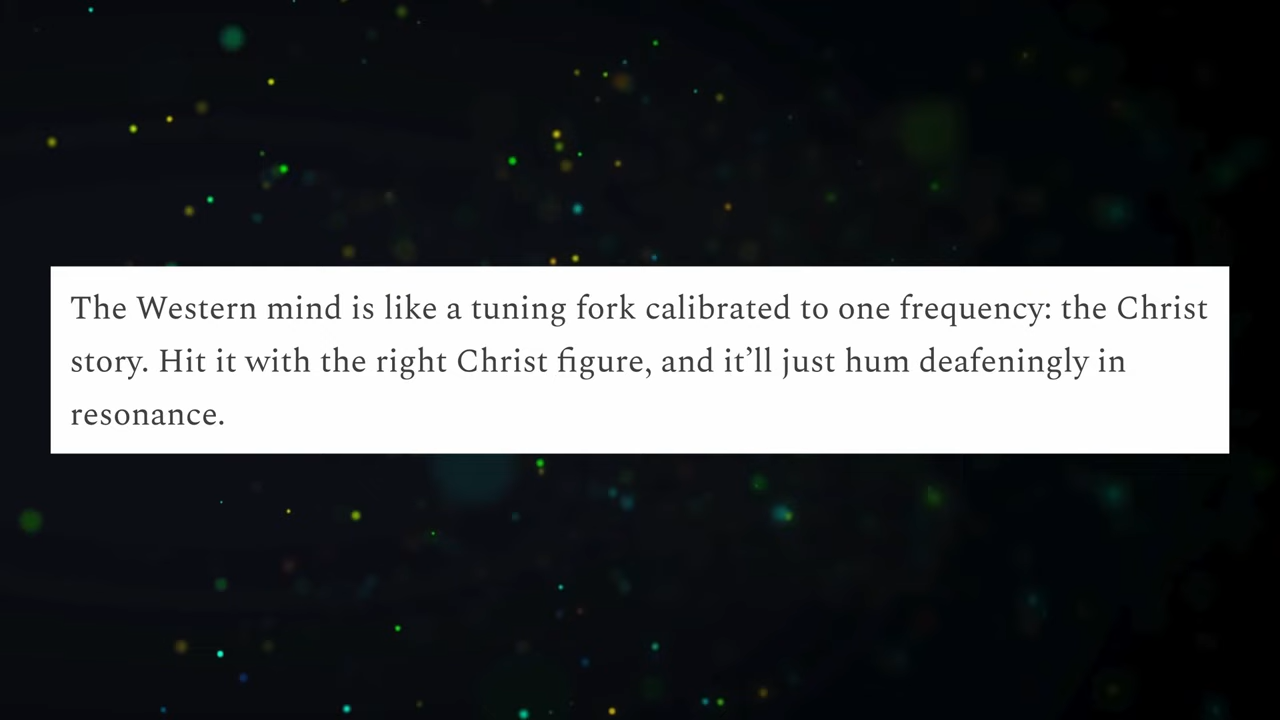 The Western mind is like a tuning fork calibrated to one frequency: the Christ
story. Hit it with the right Christ figure, and it’ll just hum deafeningly in
resonance.